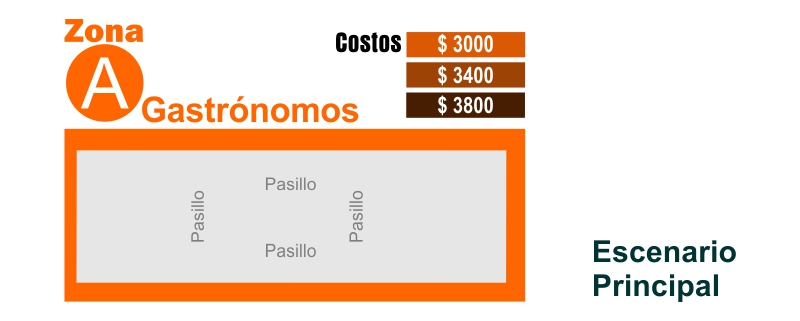 Zona
A
Gastrónomos
Costos
$ 3000
$ 3400
$ 3800
Pasillo
Pasillo
Pasillo
Pasillo
Escenario
Principal